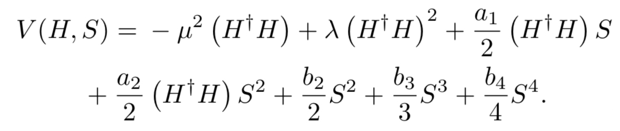 V(H, S) = − μ² (H†H) + λ (H†H)² + a₁/2 (H†H) S
+ a₂/2 (H†H) S² + b₂/2 S² + b₃/3 S³ + b₄/4 S⁴.